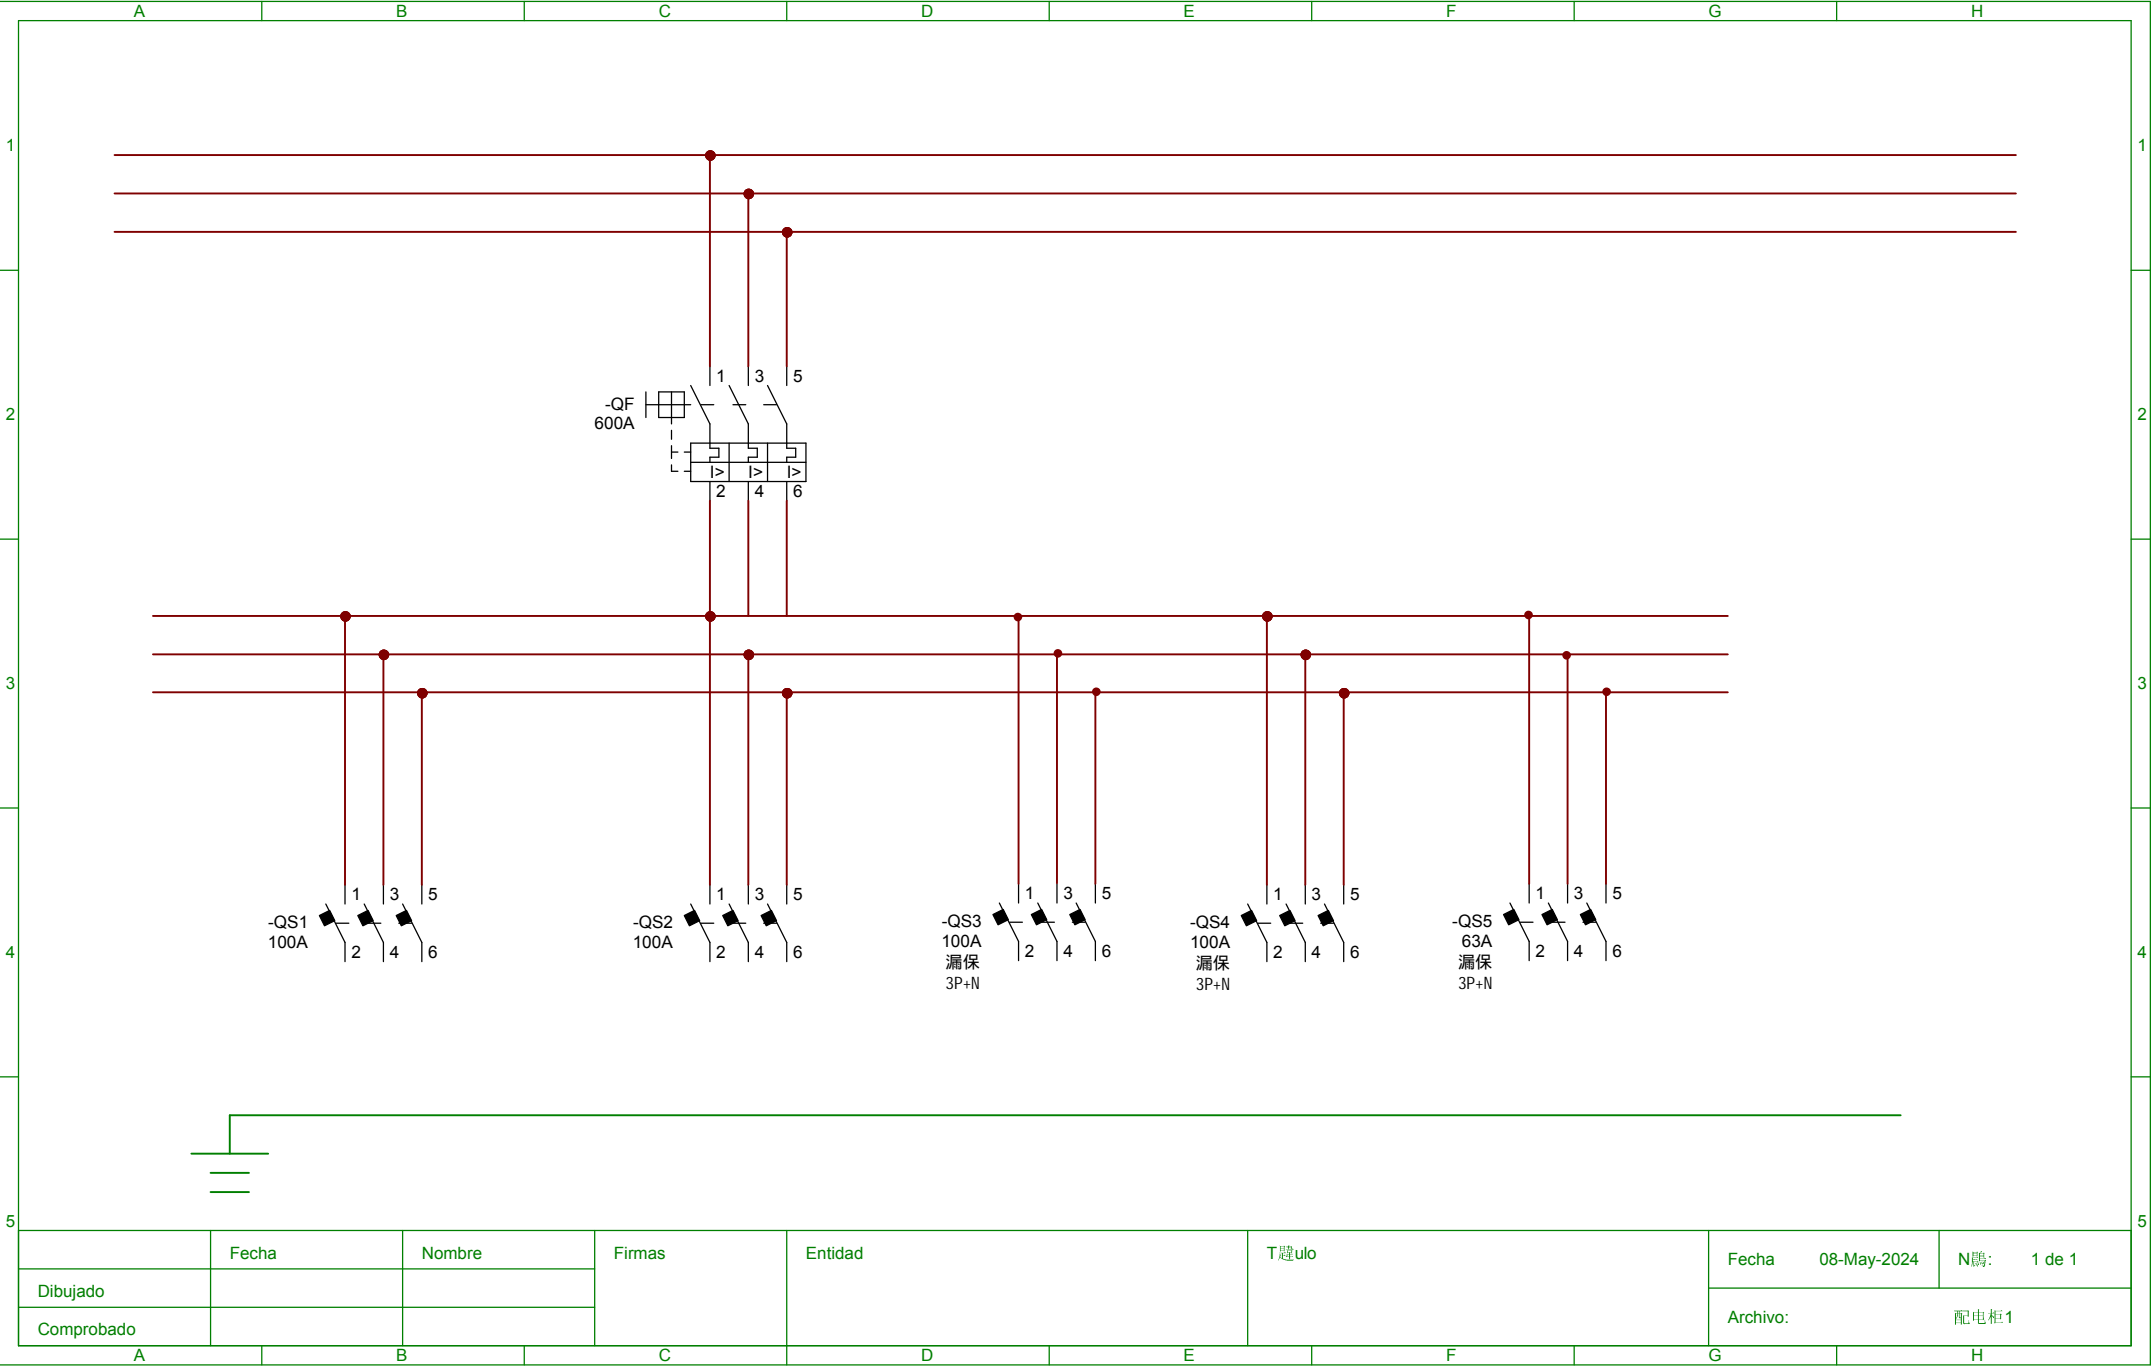 A B C D E F G H
1 1
1 3 5
-QF
600A
2 2
I> I> I>
2 4 6
3 3
1 3 5
-QS1
100A
2 4 6
1 3 5
-QS2
100A
2 4 6
1 3 5
-QS3
100A
漏保
3P+N
2 4 6
1 3 5
-QS4
100A
漏保
3P+N
2 4 6
1 3 5
-QS5
63A
漏保
3P+N
2 4 6
4 4
5 5
Fecha Nombre Firmas Entidad
Dibujado
Comprobado
Fecha 08-May-2024 1 de 1
Archivo: 配电柜1
A B C D E F G H